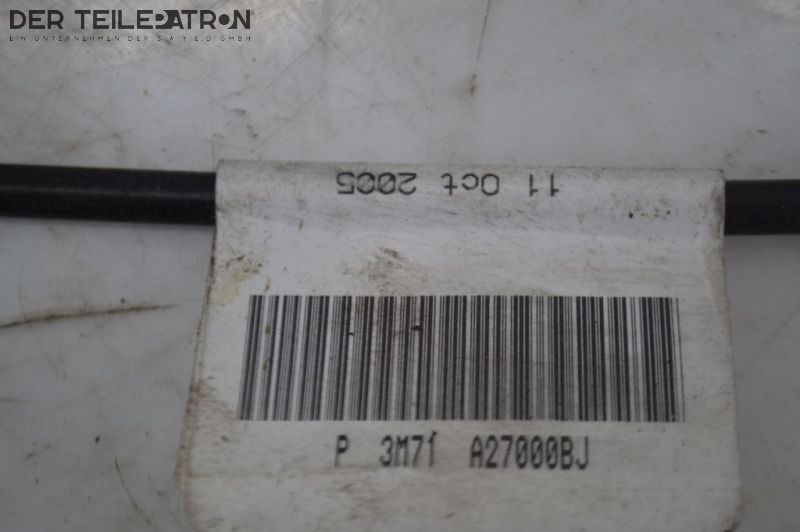 DER TEILEPATRON
EIN UNTERNEHMEN DER S A Y E.D GMBH
11 Oct 2005
P 3M71 A27000BJ